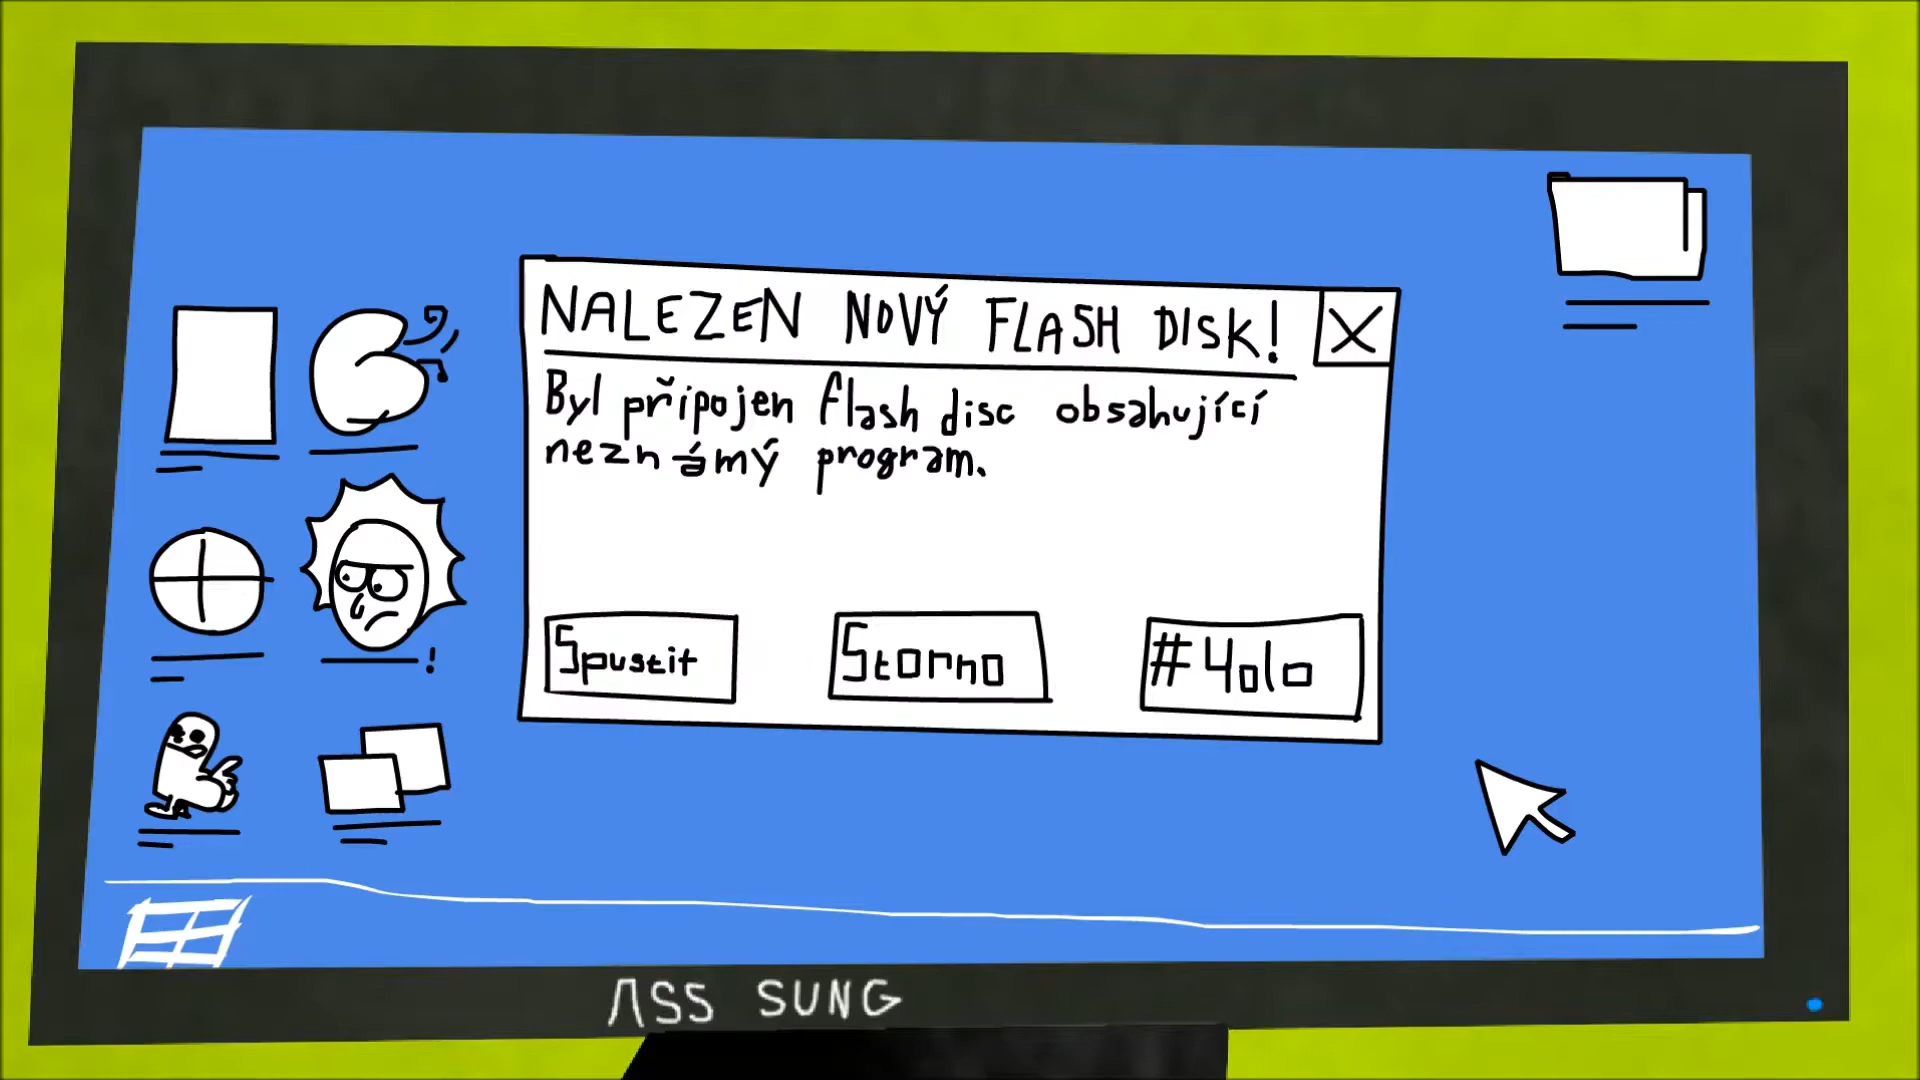 NALEZEN NOVÝ FLASH DISK!
X
Byl připojen flash disc obsahující
neznámý program.
Spustit
Storno
#Yolo
!
ASS SUNG